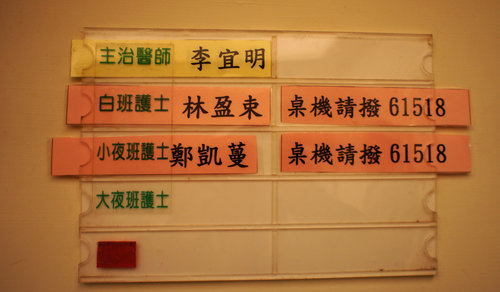 主治醫師 李宜明
白班護士 林盈束 桌機請撥 61518
小夜班護士 鄭凱蔓 桌機請撥 61518
大夜班護士